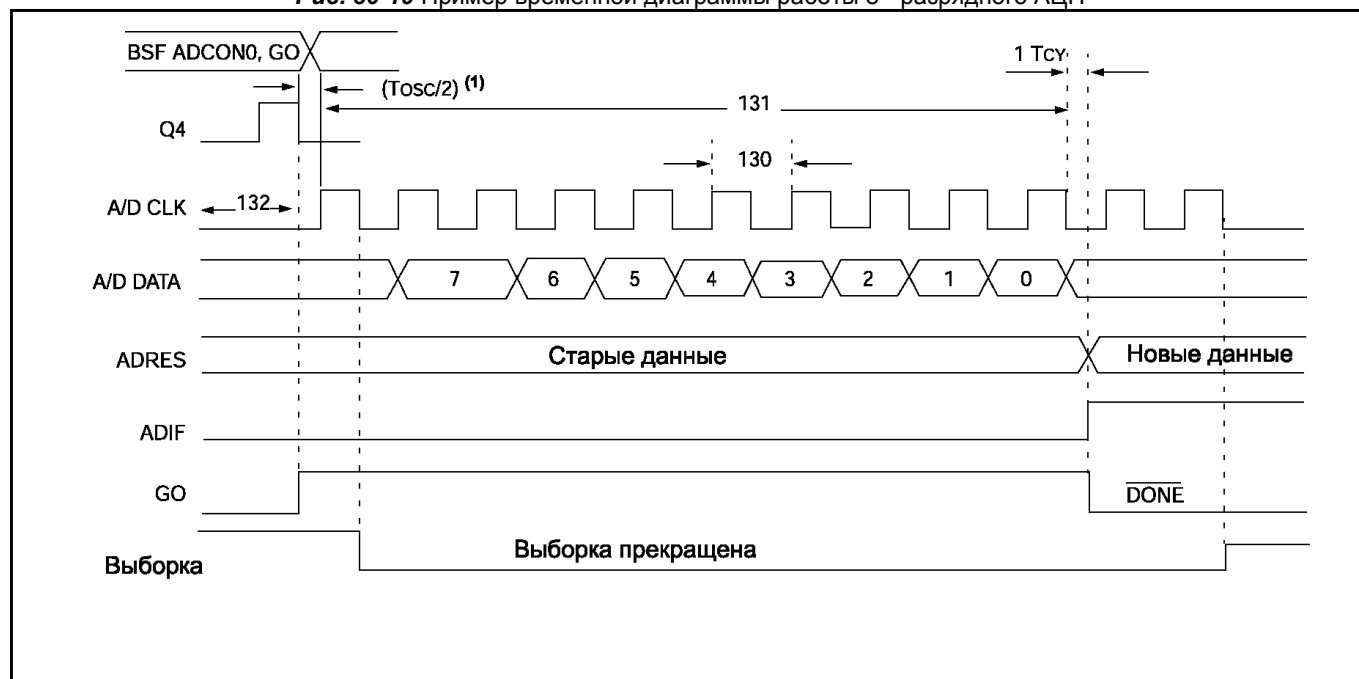 BSF ADCON0, GO
1 TCY
(TOSC/2) (1)
131
Q4
130
A/D CLK
132
A/D DATA
7 6 5 4 3 2 1 0
ADRES
Старые данные
Новые данные
ADIF
GO
DONE
Выборка
Выборка прекращена